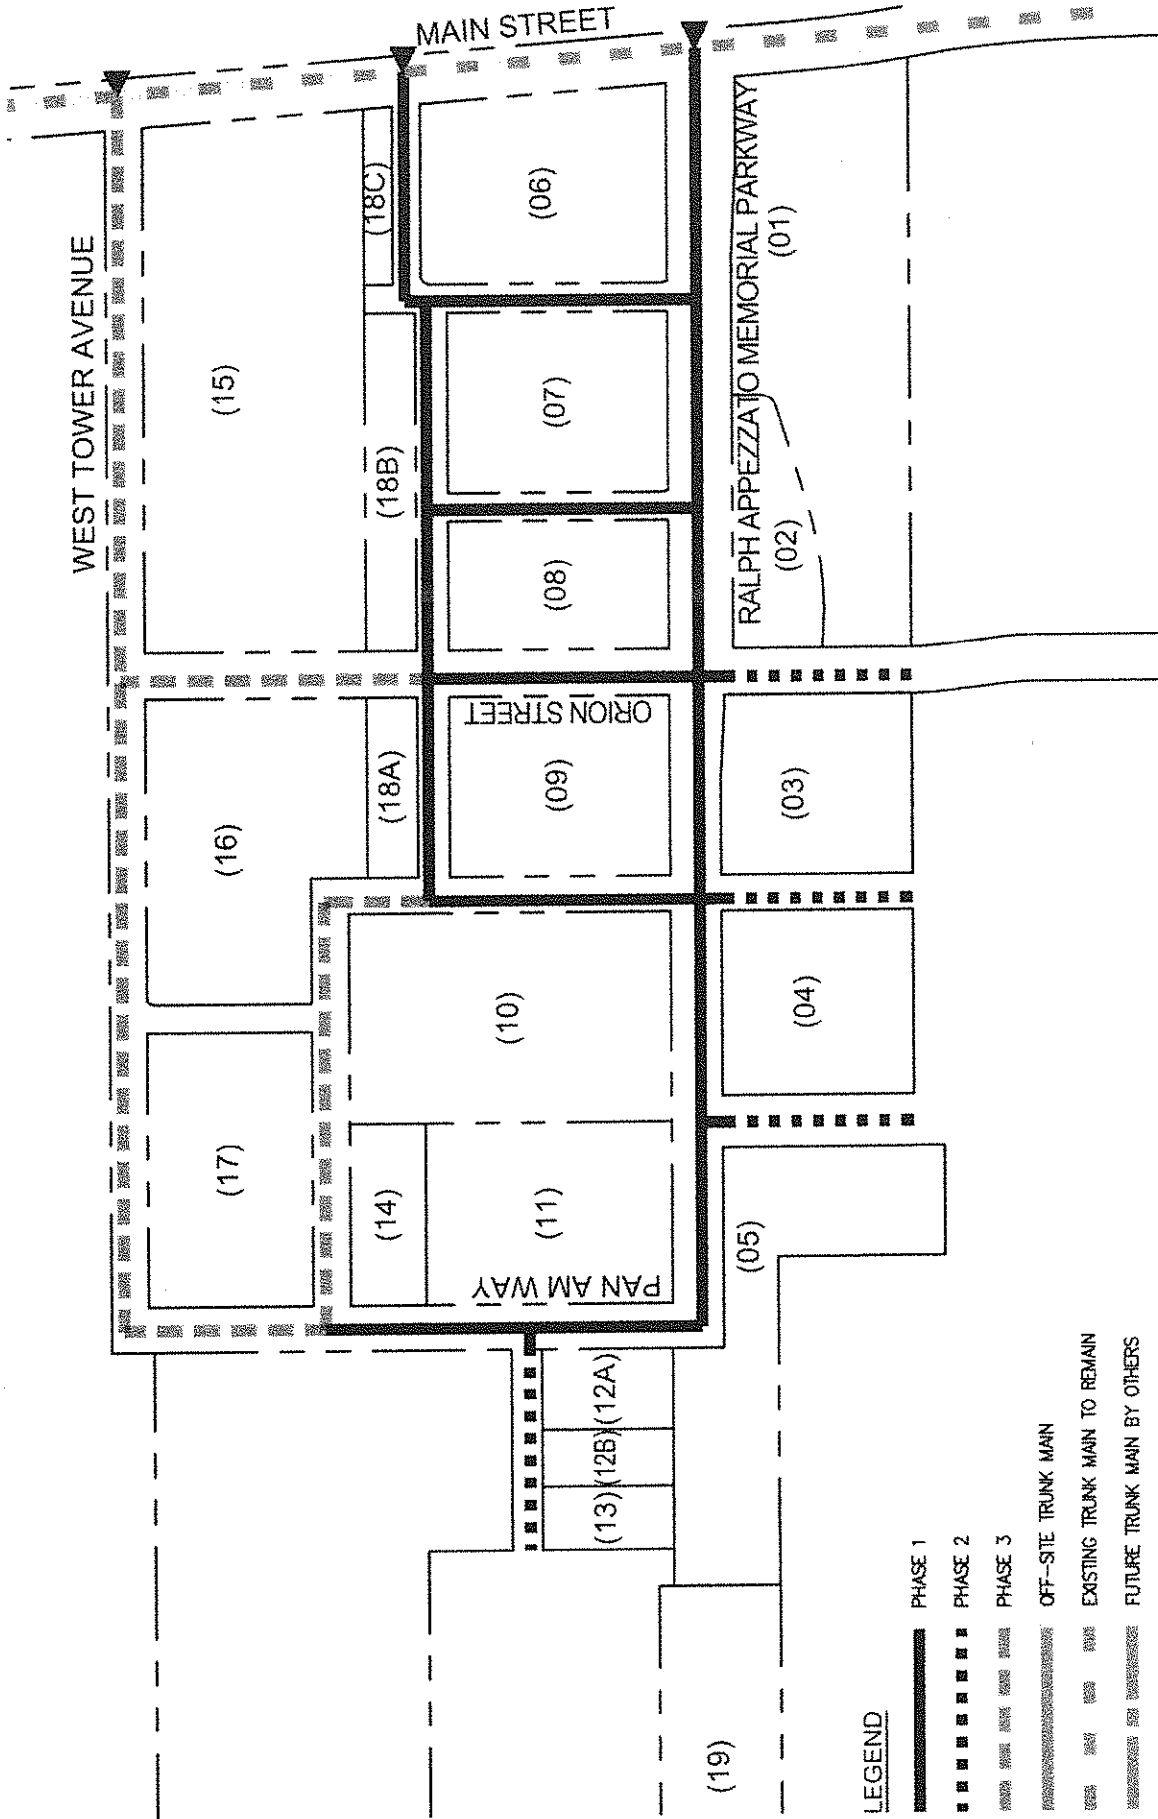 MAIN STREET
WEST TOWER AVENUE
RALPH APPEZZATO MEMORIAL PARKWAY
(18C)
(06)
(01)
(15)
(18B)
(07)
(08)
(02)
ORION STREET
(16)
(18A)
(09)
(03)
(10)
(04)
(17)
(14)
(11)
PAN AM WAY
(05)
(12A)
(12B)
(13)
(19)
LEGEND
PHASE 1
PHASE 2
PHASE 3
OFF-SITE TRUNK MAIN
EXISTING TRUNK MAIN TO REMAIN
FUTURE TRUNK MAIN BY OTHERS